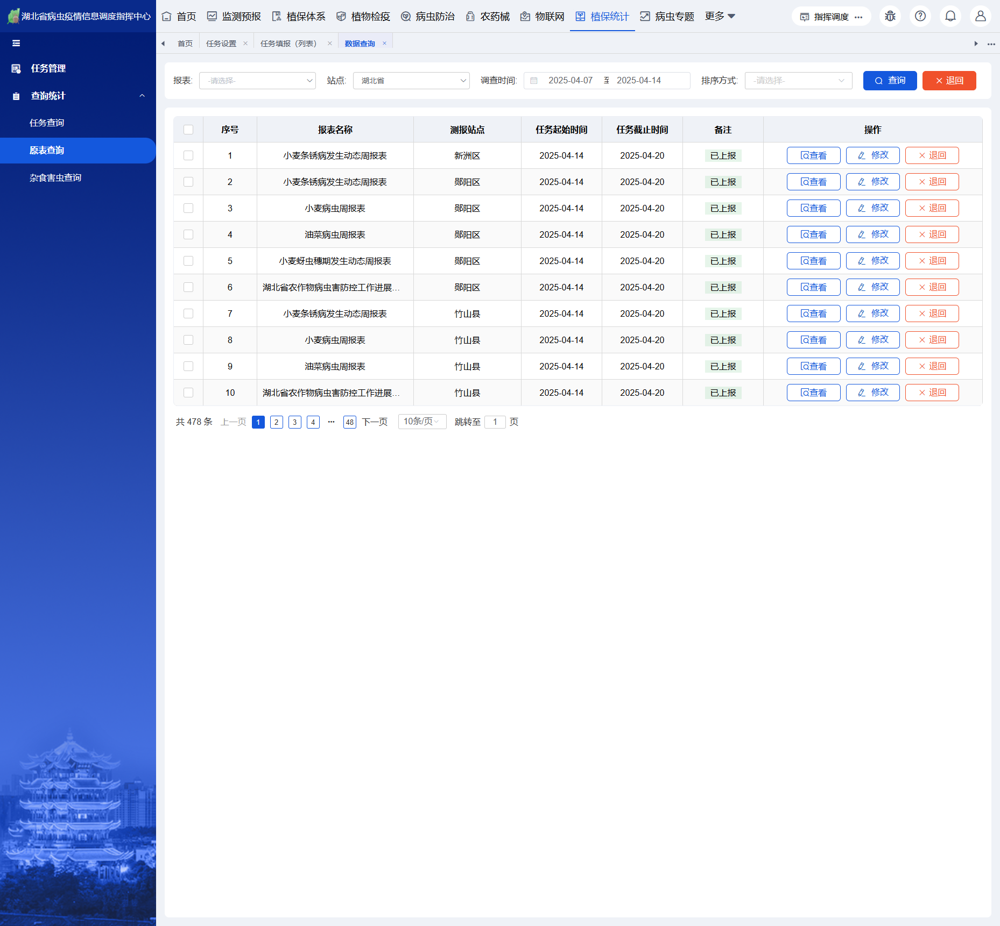 湖北省病虫疫情信息调度指挥中心 首页 监测预报 植保体系 植物检疫 病虫防治 农药械 物联网 植保统计 病虫专题 更多 指挥调度 •••
首页 任务设置 × 任务填报（列表） × 数据查询 × •••
任务管理
查询统计
任务查询
原表查询
杂食害虫查询
报表: -请选择- 站点: 湖北省 调查时间: 2025-04-07 至 2025-04-14 排序方式: -请选择- 查询 × 退回
序号 报表名称 测报站点 任务起始时间 任务截止时间 备注 操作
1 小麦条锈病发生动态周报表 新洲区 2025-04-14 2025-04-20 已上报 查看 修改 × 退回
2 小麦条锈病发生动态周报表 郧阳区 2025-04-14 2025-04-20 已上报 查看 修改 × 退回
3 小麦病虫周报表 郧阳区 2025-04-14 2025-04-20 已上报 查看 修改 × 退回
4 油菜病虫周报表 郧阳区 2025-04-14 2025-04-20 已上报 查看 修改 × 退回
5 小麦蚜虫穗期发生动态周报表 郧阳区 2025-04-14 2025-04-20 已上报 查看 修改 × 退回
6 湖北省农作物病虫害防控工作进展... 郧阳区 2025-04-14 2025-04-20 已上报 查看 修改 × 退回
7 小麦条锈病发生动态周报表 竹山县 2025-04-14 2025-04-20 已上报 查看 修改 × 退回
8 小麦病虫周报表 竹山县 2025-04-14 2025-04-20 已上报 查看 修改 × 退回
9 油菜病虫周报表 竹山县 2025-04-14 2025-04-20 已上报 查看 修改 × 退回
10 湖北省农作物病虫害防控工作进展... 竹山县 2025-04-14 2025-04-20 已上报 查看 修改 × 退回
共 478 条 上一页 1 2 3 4 ••• 48 下一页 10条/页 跳转至 1 页